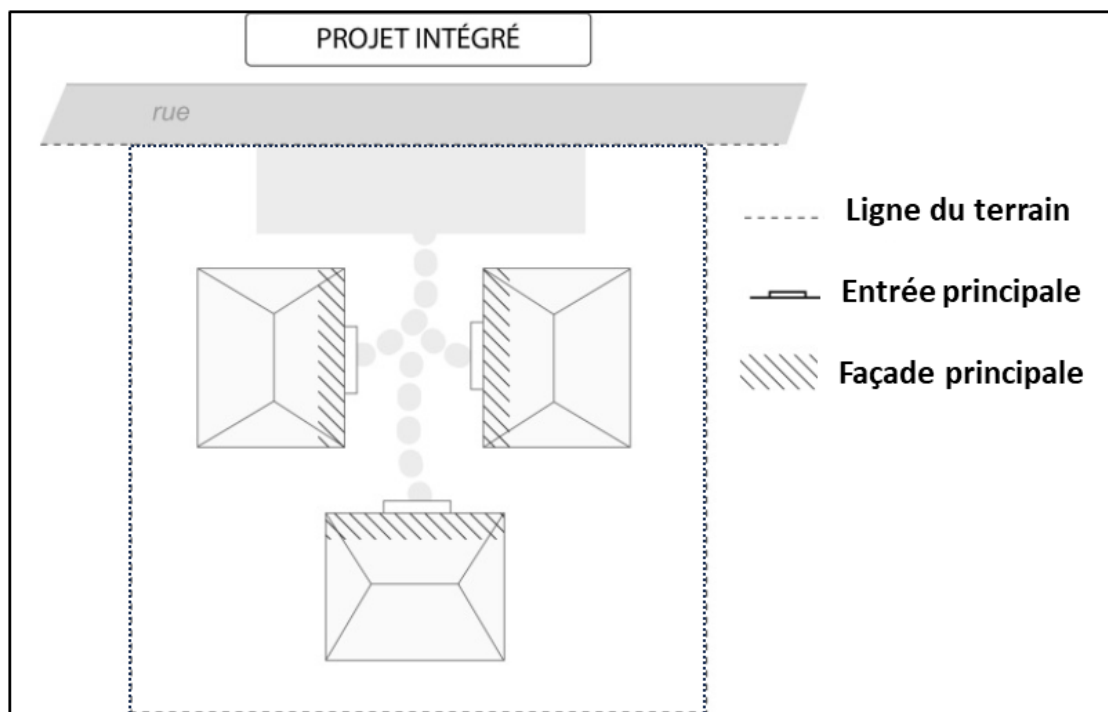 PROJET INTÉGRÉ
rue
Ligne du terrain
Entrée principale
Façade principale